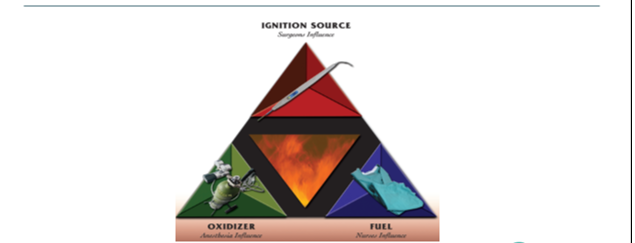 IGNITION SOURCE
Surgeons Influence
OXIDIZER
Anesthesia Influence
FUEL
Nurses Influence